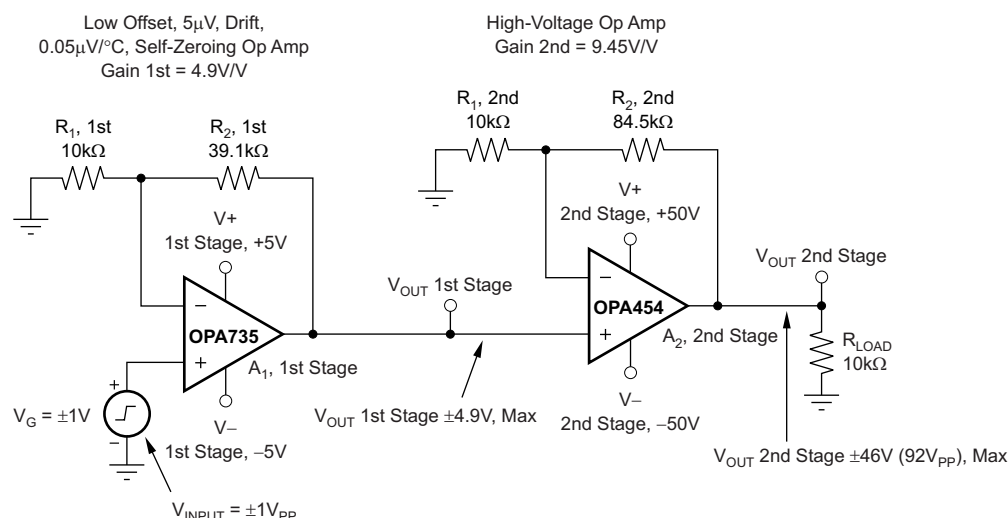 Low Offset, 5µV, Drift,
0.05µV/°C, Self-Zeroing Op Amp
Gain 1st = 4.9V/V
High-Voltage Op Amp
Gain 2nd = 9.45V/V
R1, 1st
10kΩ
R2, 1st
39.1kΩ
R1, 2nd
10kΩ
R2, 2nd
84.5kΩ
V+
1st Stage, +5V
V+
2nd Stage, +50V
VOUT 1st Stage
VOUT 2nd Stage
−
OPA735
+
A1, 1st Stage
−
OPA454
+
A2, 2nd Stage
RLOAD
10kΩ
+
VG = ±1V
−
V−
1st Stage, −5V
VOUT 1st Stage ±4.9V, Max
V−
2nd Stage, −50V
VOUT 2nd Stage ±46V (92VPP), Max
VINPUT = ±1VPP